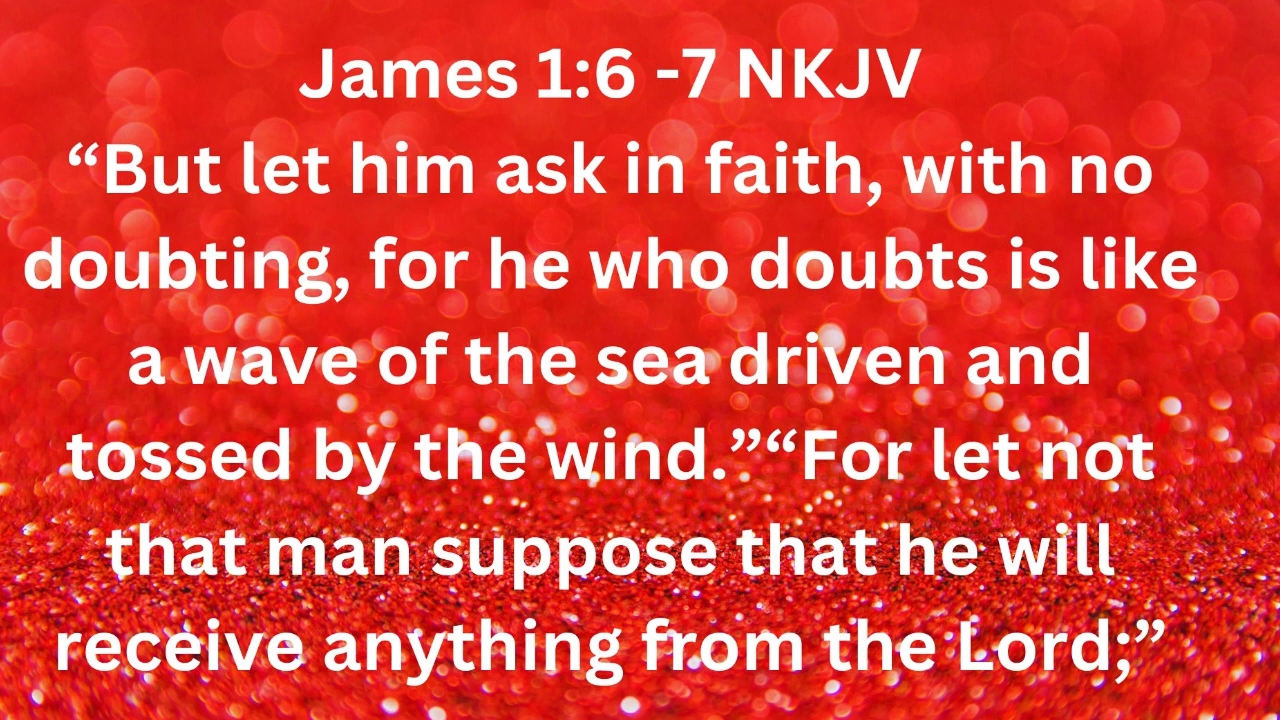 James 1:6 -7 NKJV
“But let him ask in faith, with no
doubting, for he who doubts is like
a wave of the sea driven and
tossed by the wind.”“For let not
that man suppose that he will
receive anything from the Lord;”